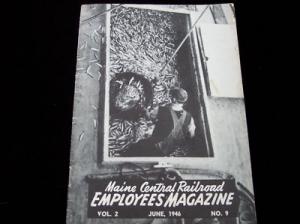 Maine Central Railroad
EMPLOYEES MAGAZINE
VOL. 2 JUNE, 1946 NO. 9